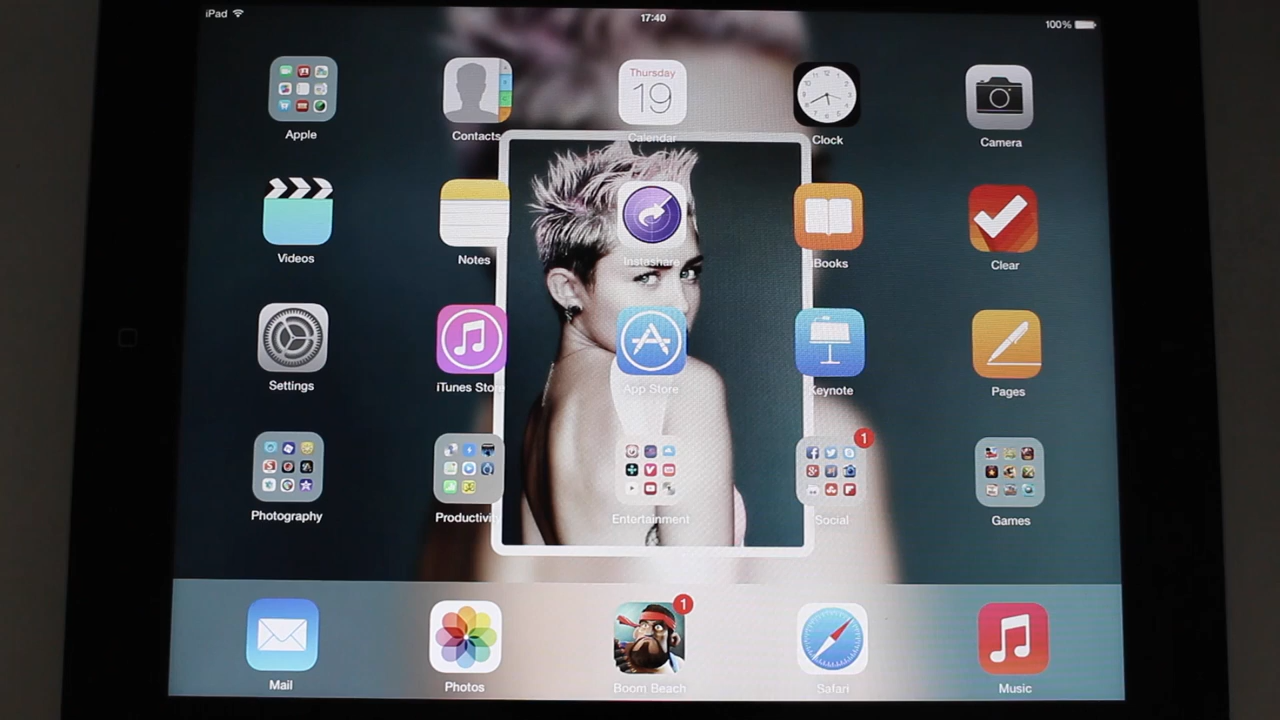 iPad 17:40 100%
Thursday
19
Apple Contacts Calendar Clock Camera
Videos Notes Instashare iBooks Clear
Settings iTunes Store App Store Keynote Pages
1
Photography Productivity Entertainment Social Games
1
Mail Photos Boom Beach Safari Music